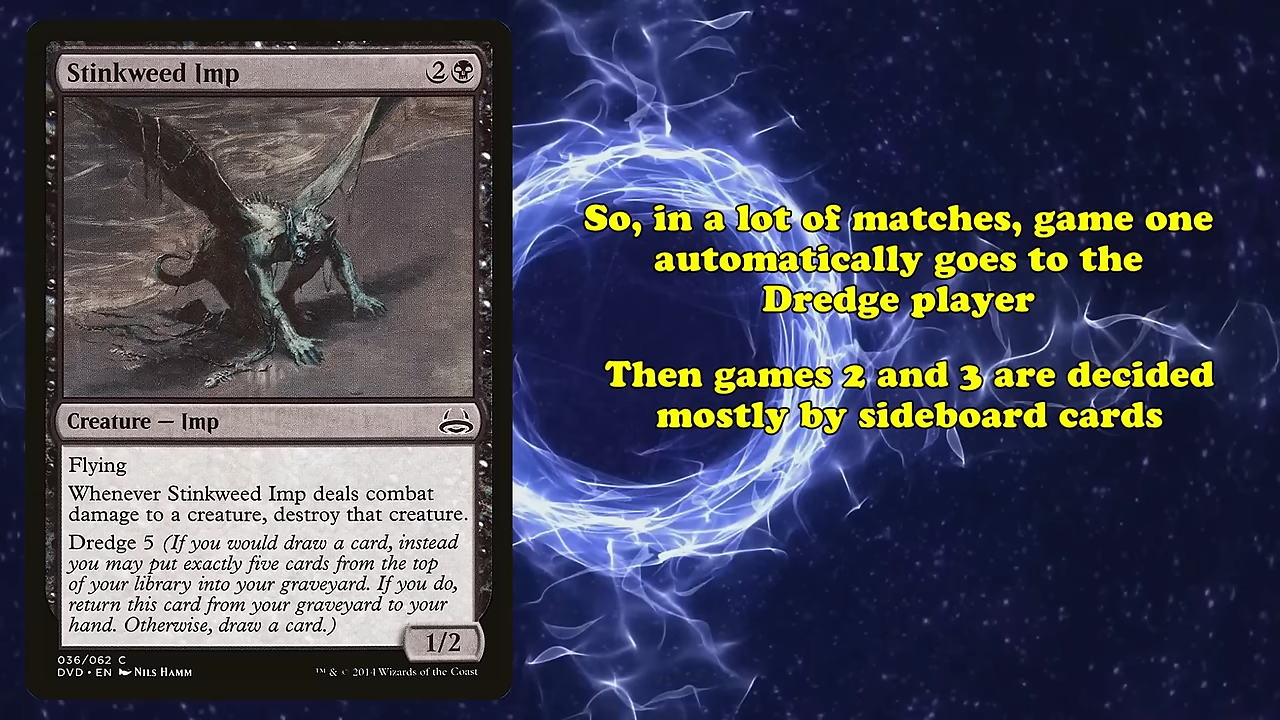 Stinkweed Imp
2
Creature — Imp
Flying
Whenever Stinkweed Imp deals combat
damage to a creature, destroy that creature.
Dredge 5 (If you would draw a card, instead
you may put exactly five cards from the top
of your library into your graveyard. If you do,
return this card from your graveyard to your
hand. Otherwise, draw a card.)
1/2
036/062 C
DVD • EN Nils Hamm
™ & © 2014 Wizards of the Coast
So, in a lot of matches, game one
automatically goes to the
Dredge player
Then games 2 and 3 are decided
mostly by sideboard cards